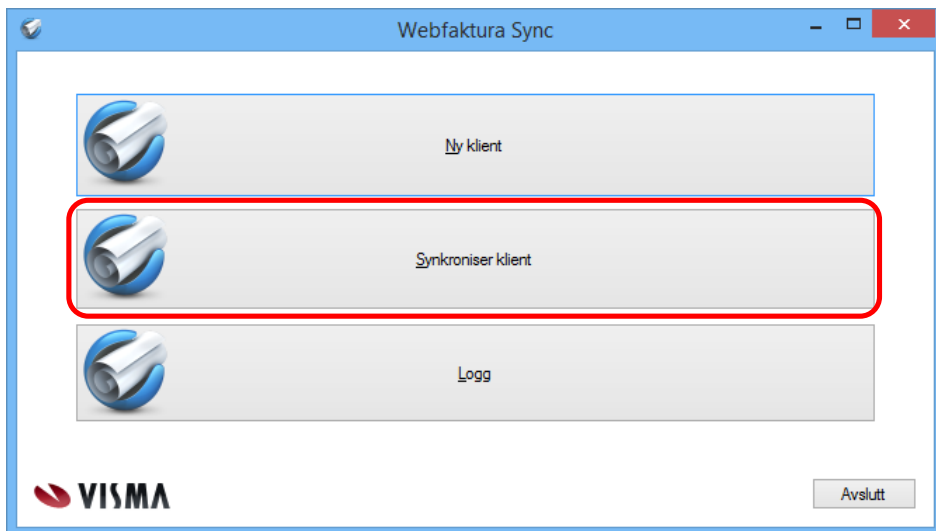 Webfaktura Sync
Ny klient
Synkroniser klient
Logg
VISMA
Avslutt